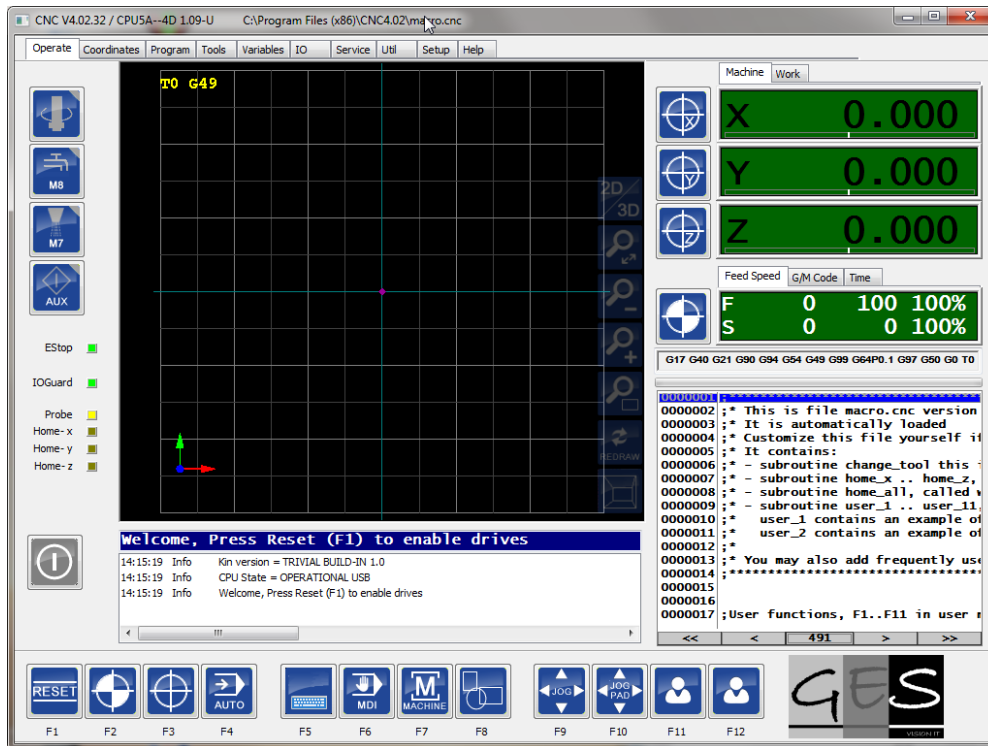 CNC V4.02.32 / CPU5A--4D 1.09-U C:\Program Files (x86)\CNC4.02\macro.cnc
Operate Coordinates Program Tools Variables IO Service Util Setup Help
T0 G49
M8
M7
AUX
EStop
IOGuard
Probe
Home-x
Home-y
Home-z
2D/3D
REDRAW
Machine Work
X 0.000
Y 0.000
Z 0.000
Feed Speed G/M Code Time
F 0 100 100%
S 0 0 100%
G17 G40 G21 G90 G94 G54 G49 G99 G64P0.1 G97 G50 G0 T0
0000001 ;***********************************
0000002 ;* This is file macro.cnc version
0000003 ;* It is automatically loaded
0000004 ;* Customize this file yourself if
0000005 ;* It contains:
0000006 ;* - subroutine change_tool this i
0000007 ;* - subroutine home_x .. home_z,
0000008 ;* - subroutine home_all, called w
0000009 ;* - subroutine user_1 .. user_11,
0000010 ;* user_1 contains an example of
0000011 ;* user_2 contains an example of
0000012 ;*
0000013 ;* You may also add frequently use
0000014 ;***********************************
0000015
0000016
0000017 ;User functions, F1..F11 in user m
<< < 491 > >>
Welcome, Press Reset (F1) to enable drives
14:15:19 Info Kin version = TRIVIAL BUILD-IN 1.0
14:15:19 Info CPU State = OPERATIONAL USB
14:15:19 Info Welcome, Press Reset (F1) to enable drives
RESET AUTO MDI MACHINE JOG JOG PAD
F1 F2 F3 F4 F5 F6 F7 F8 F9 F10 F11 F12
GES
VISION IT